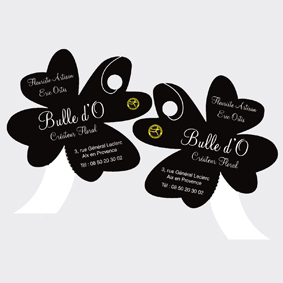 Fleuriste Artisan
Eric Ortis
Bulle d'O
Créateur Floral
3, rue Général Leclerc
Aix en Provence
Tél : 08 50 20 30 02
Fleuriste Artisan
Eric Ortis
Bulle d'O
Créateur Floral
3, rue Général Leclerc
Aix en Provence
Tél : 08 50 20 30 02